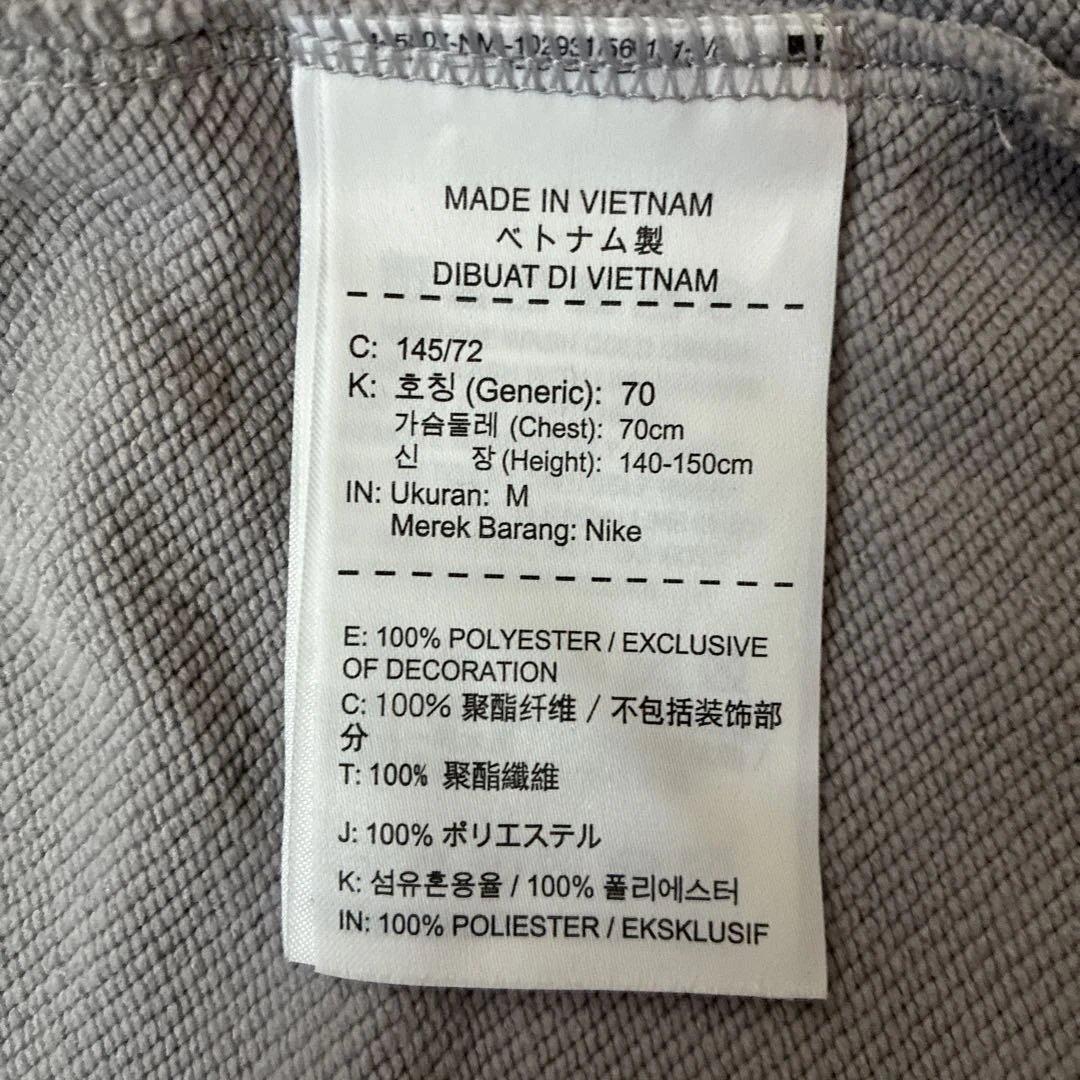 MADE IN VIETNAM
ベトナム製
DIBUAT DI VIETNAM
C: 145/72
K: 호칭 (Generic): 70
가슴둘레 (Chest): 70cm
신 장 (Height): 140-150cm
IN: Ukuran: M
Merek Barang: Nike
E: 100% POLYESTER / EXCLUSIVE
OF DECORATION
C: 100% 聚酯纤维 / 不包括装饰部
分
T: 100% 聚酯纖維
J: 100% ポリエステル
K: 섬유혼용율 / 100% 폴리에스터
IN: 100% POLIESTER / EKSKLUSIF